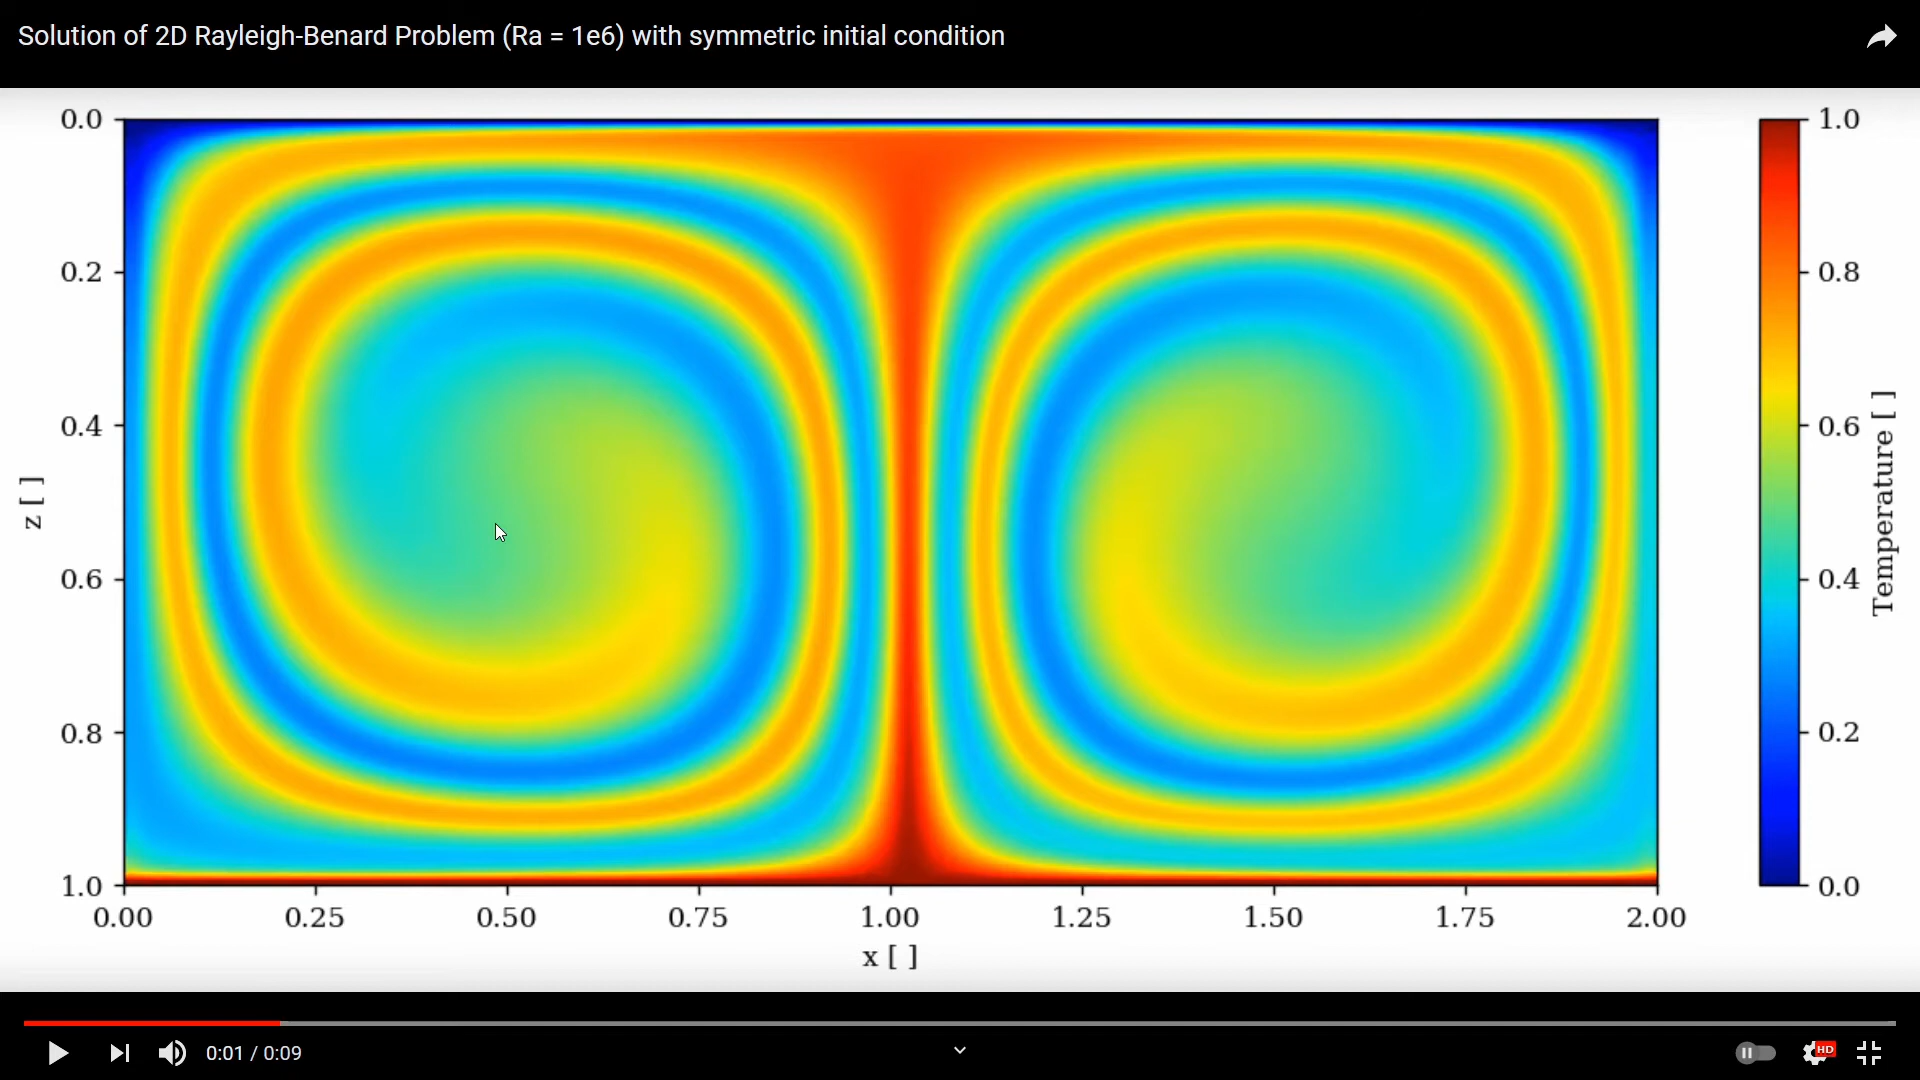 Solution of 2D Rayleigh-Benard Problem (Ra = 1e6) with symmetric initial condition
0.0
0.2
0.4
0.6
0.8
1.0
z [ ]
0.00 0.25 0.50 0.75 1.00 1.25 1.50 1.75 2.00
x [ ]
1.0
0.8
0.6
0.4
0.2
0.0
Temperature [ ]
0:01 / 0:09
HD